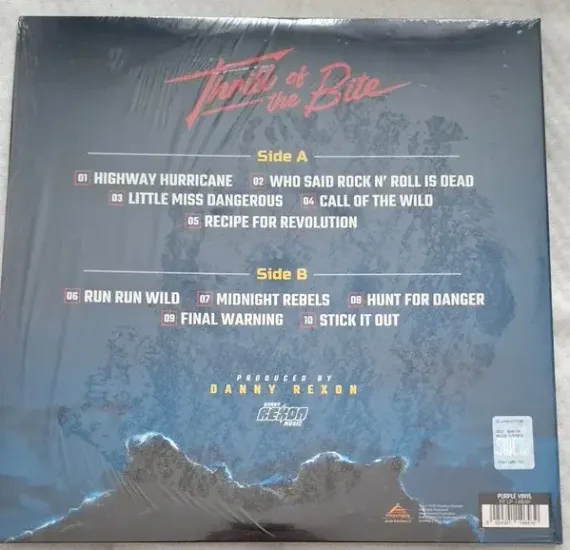 Thrill of
the Bite
Side A
01 HIGHWAY HURRICANE 02 WHO SAID ROCK N' ROLL IS DEAD
03 LITTLE MISS DANGEROUS 04 CALL OF THE WILD
05 RECIPE FOR REVOLUTION
Side B
06 RUN RUN WILD 07 MIDNIGHT REBELS 08 HUNT FOR DANGER
09 FINAL WARNING 10 STICK IT OUT
PRODUCED BY
DANNY REXON
DANNY
REXON
MUSIC
PURPLE VINYL